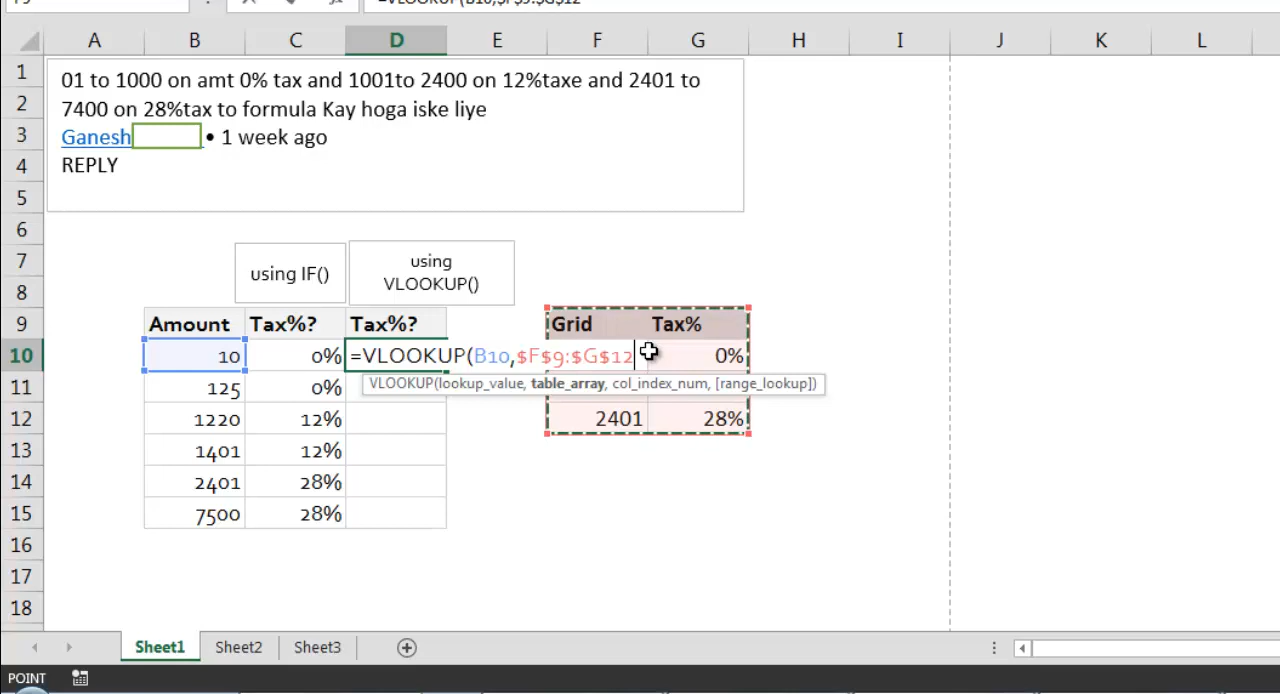 =VLOOKUP(B10,$F$9:$G$12
A B C D E F G H I J K L
1 01 to 1000 on amt 0% tax and 1001to 2400 on 12%taxe and 2401 to
2 7400 on 28%tax to formula Kay hoga iske liye
3 Ganesh • 1 week ago
4 REPLY
5
6
7 using IF() using
8 VLOOKUP()
9 Amount Tax%? Tax%? Grid Tax%
10 10 0% =VLOOKUP(B10,$F$9:$G$12 0%
11 125 0% VLOOKUP(lookup_value, table_array, col_index_num, [range_lookup])
12 1220 12% 2401 28%
13 1401 12%
14 2401 28%
15 7500 28%
16
17
18
Sheet1 Sheet2 Sheet3
POINT